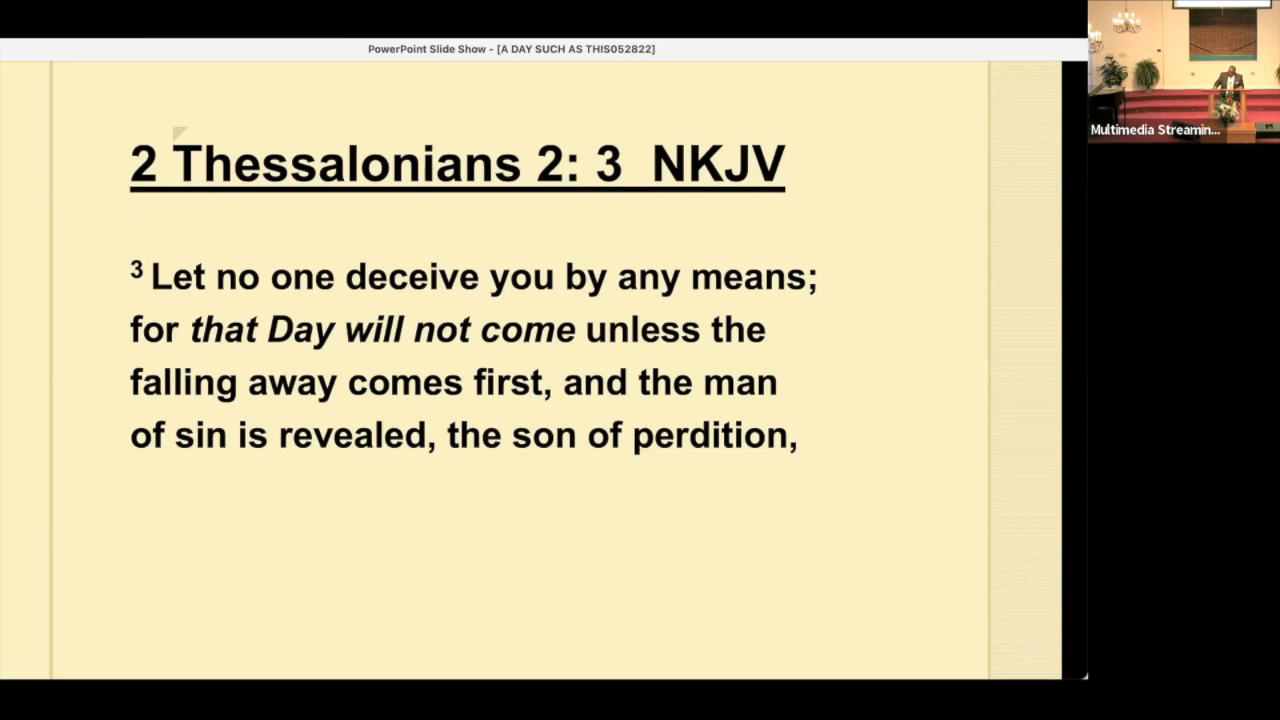 PowerPoint Slide Show - [A DAY SUCH AS THIS052822]
2 Thessalonians 2: 3 NKJV
3 Let no one deceive you by any means;
for that Day will not come unless the
falling away comes first, and the man
of sin is revealed, the son of perdition,
Multimedia Streamin...